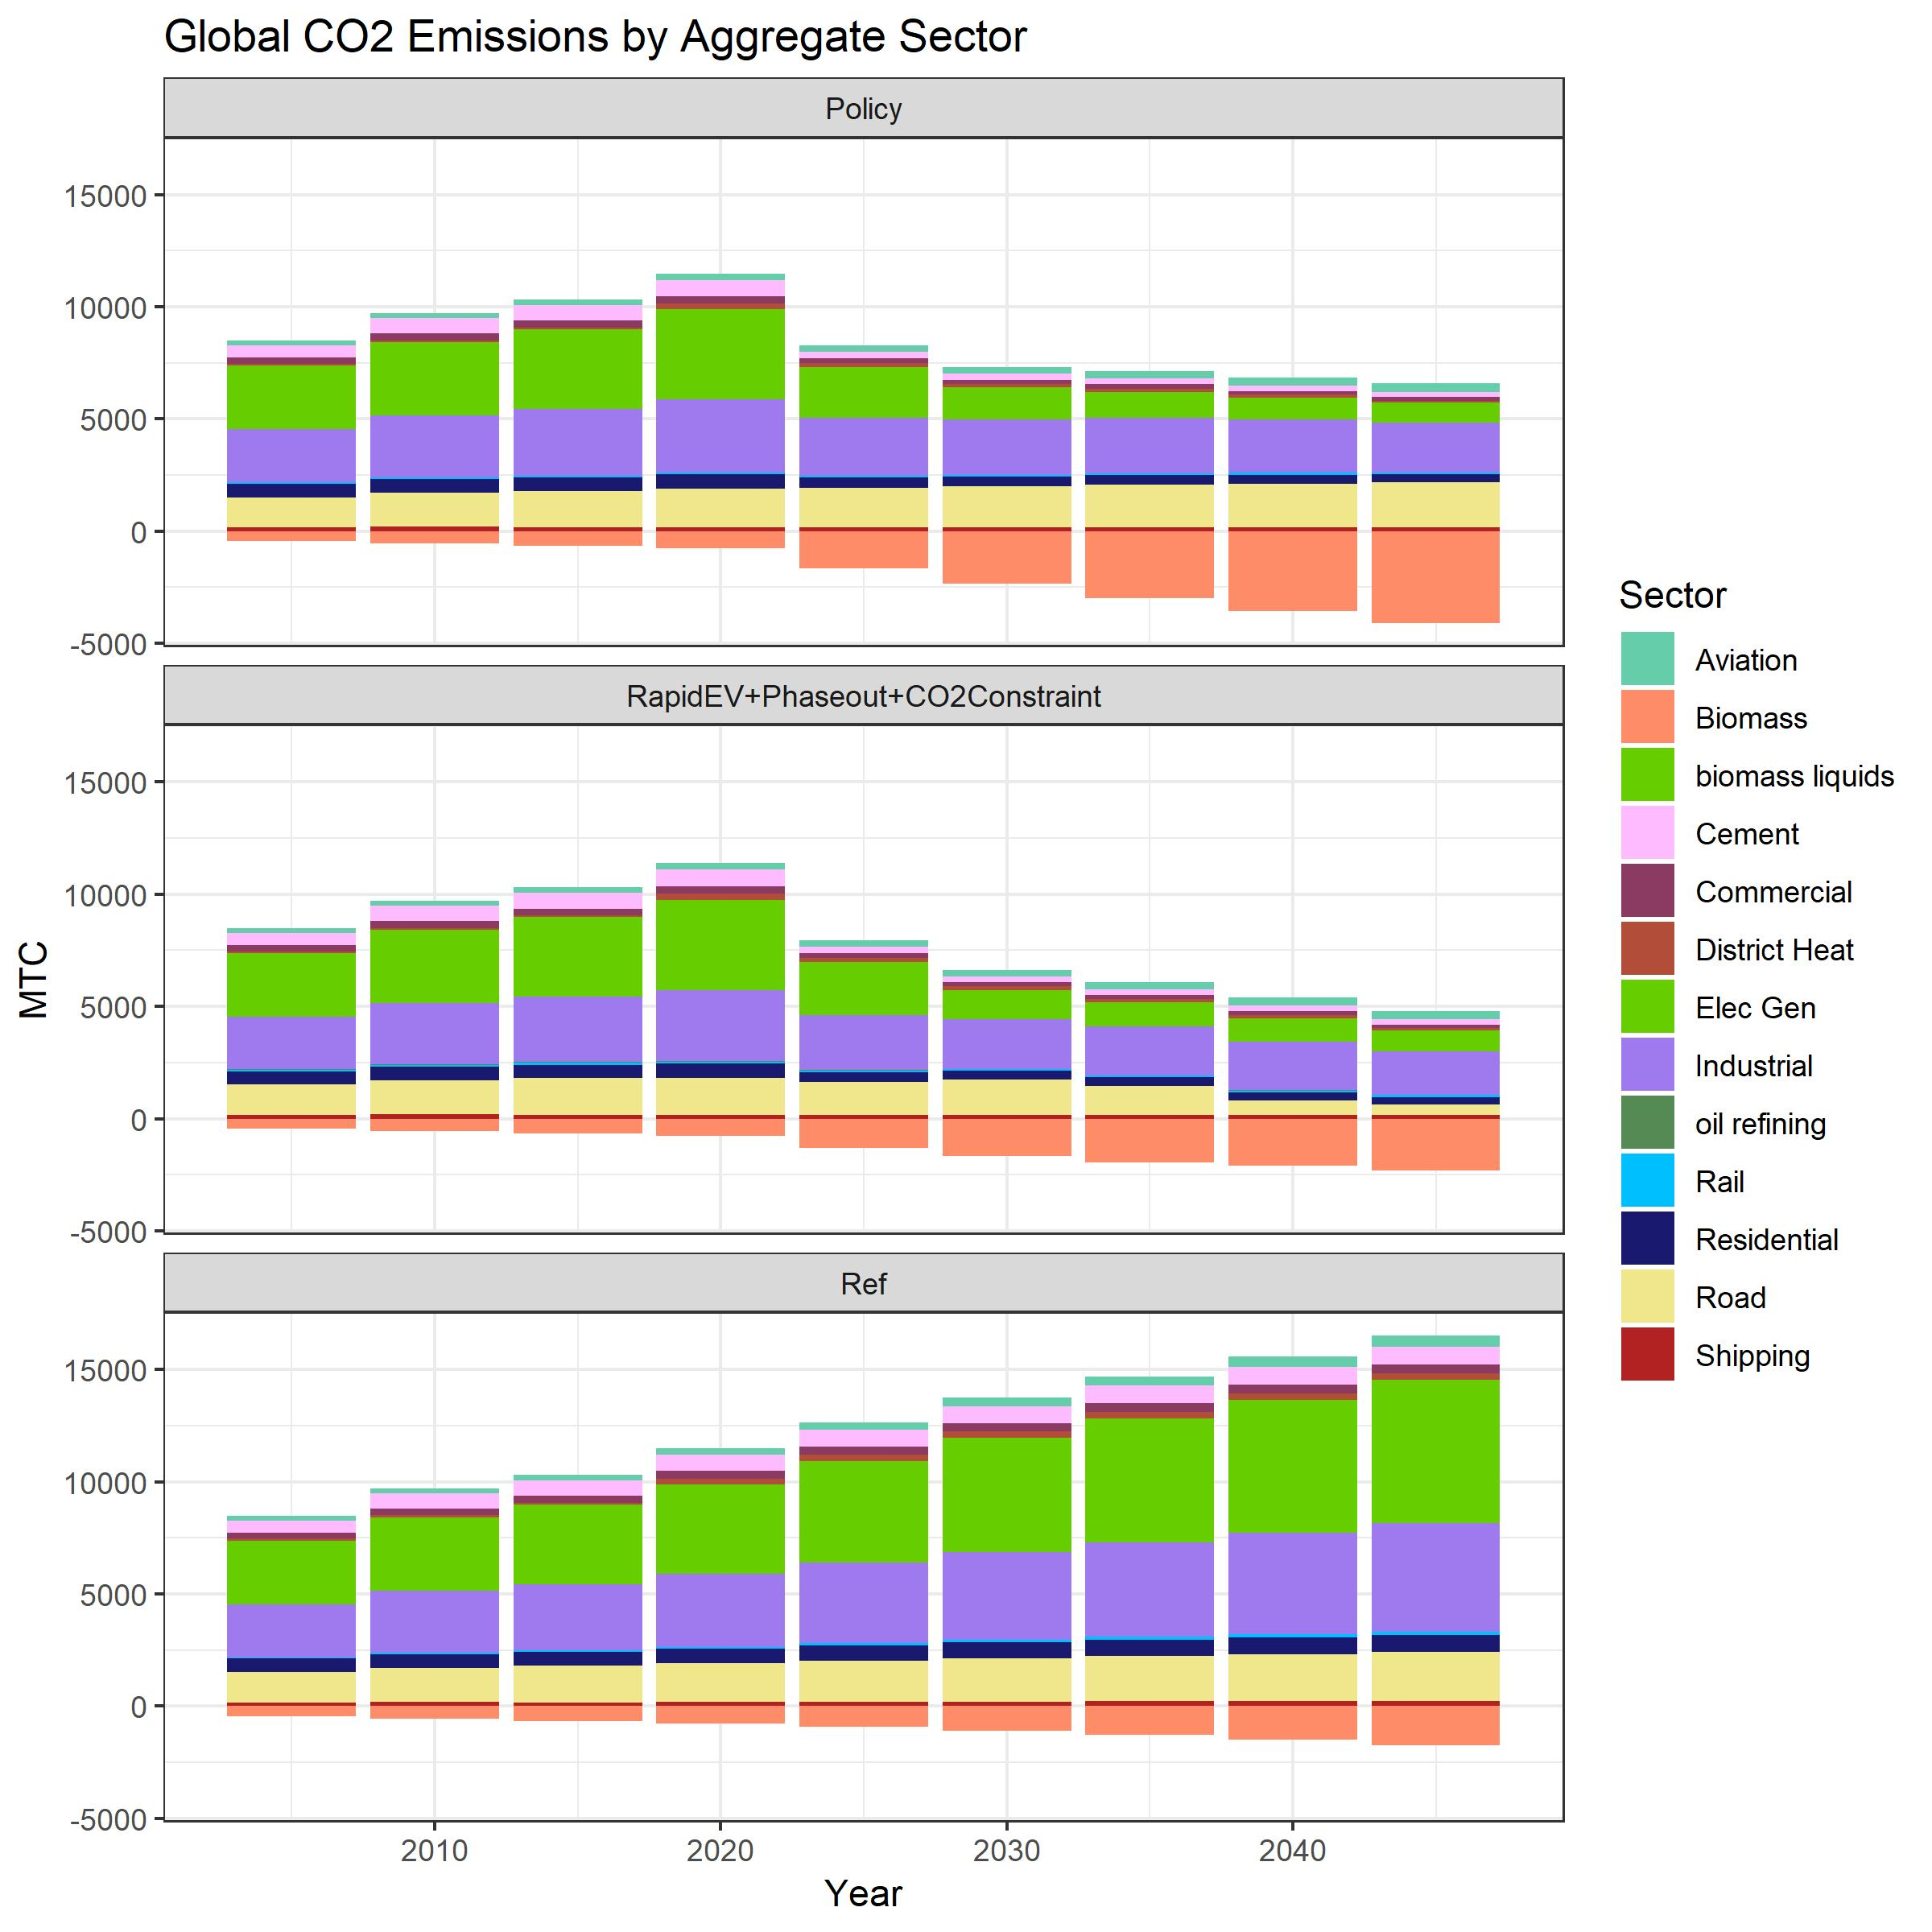 Global CO2 Emissions by Aggregate Sector
Policy
15000
10000
5000
0
-5000
RapidEV+Phaseout+CO2Constraint
15000
10000
5000
0
-5000
Ref
15000
10000
5000
0
-5000
2010 2020 2030 2040
Year
MTC
Sector
Aviation
Biomass
biomass liquids
Cement
Commercial
District Heat
Elec Gen
Industrial
oil refining
Rail
Residential
Road
Shipping